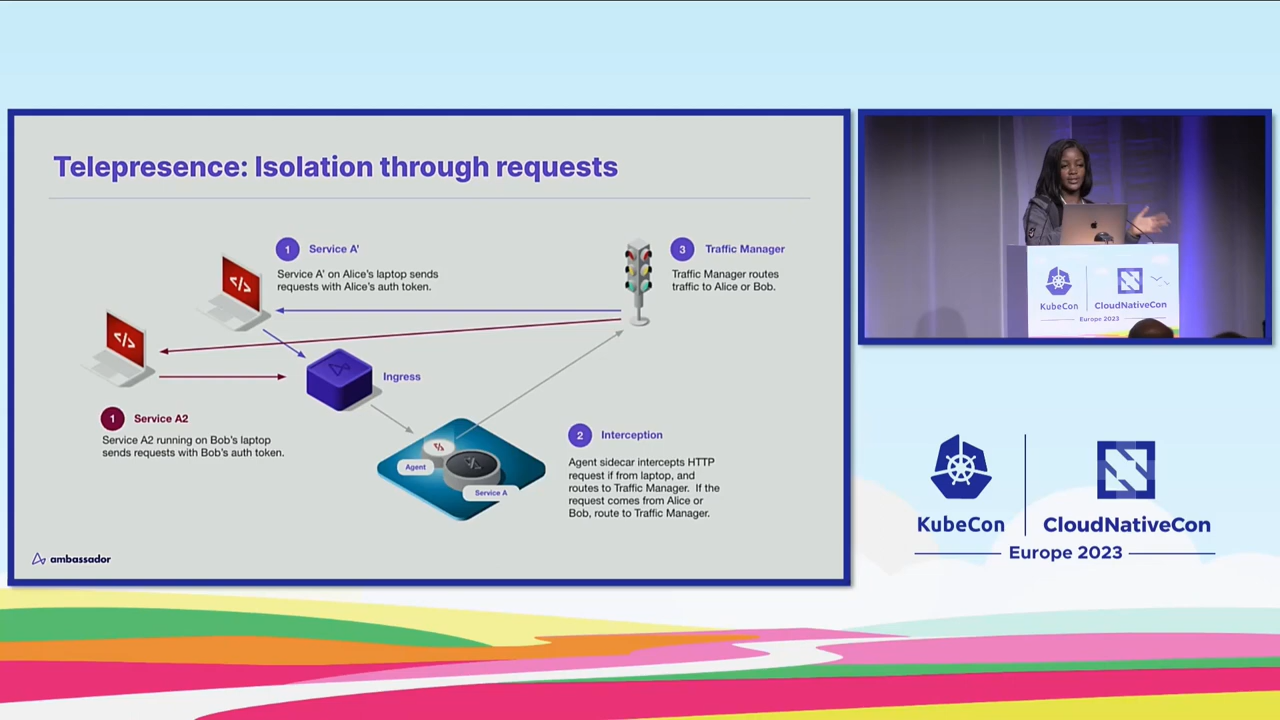 Telepresence: Isolation through requests
1 Service A'
Service A' on Alice's laptop sends
requests with Alice's auth token.
3 Traffic Manager
Traffic Manager routes
traffic to Alice or Bob.
</>
</>
Ingress
1 Service A2
Service A2 running on Bob's laptop
sends requests with Bob's auth token.
Agent
Service A
2 Interception
Agent sidecar intercepts HTTP
request if from laptop, and
routes to Traffic Manager. If the
request comes from Alice or
Bob, route to Traffic Manager.
ambassador
KubeCon
CloudNativeCon
Europe 2023
KubeCon
CloudNativeCon
Europe 2023